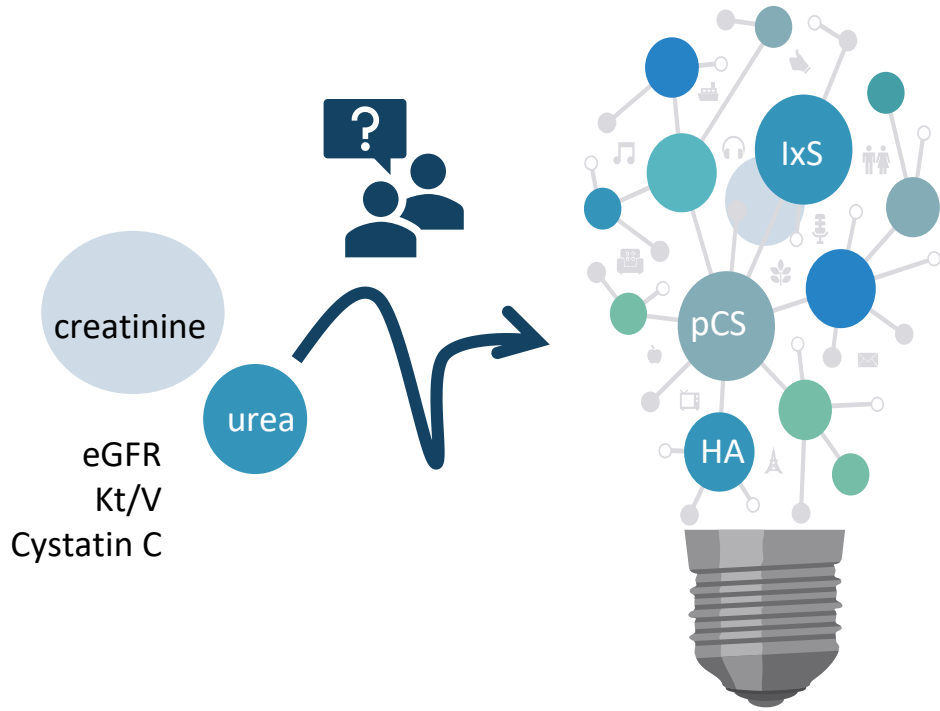 ?
creatinine
urea
eGFR
Kt/V
Cystatin C
IxS
pCS
HA